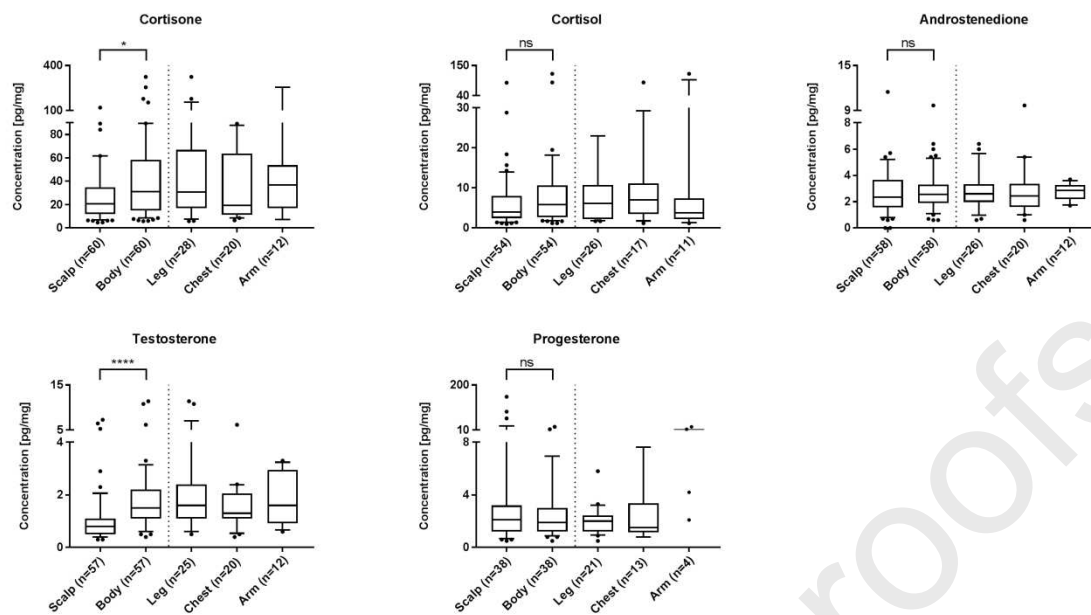 Cortisone
Concentration [pg/mg]
400
100
80
60
40
20
0
*
Scalp (n=60)
Body (n=60)
Leg (n=28)
Chest (n=20)
Arm (n=12)
Cortisol
Concentration [pg/mg]
150
40
30
20
10
0
ns
Scalp (n=54)
Body (n=54)
Leg (n=26)
Chest (n=17)
Arm (n=11)
Androstenedione
Concentration [pg/mg]
15
9
8
6
4
2
0
ns
Scalp (n=58)
Body (n=58)
Leg (n=26)
Chest (n=20)
Arm (n=12)
Testosterone
Concentration [pg/mg]
15
5
4
2
0
****
Scalp (n=57)
Body (n=57)
Leg (n=25)
Chest (n=20)
Arm (n=12)
Progesterone
Concentration [pg/mg]
200
10
8
4
0
ns
Scalp (n=38)
Body (n=38)
Leg (n=21)
Chest (n=13)
Arm (n=4)
roofs